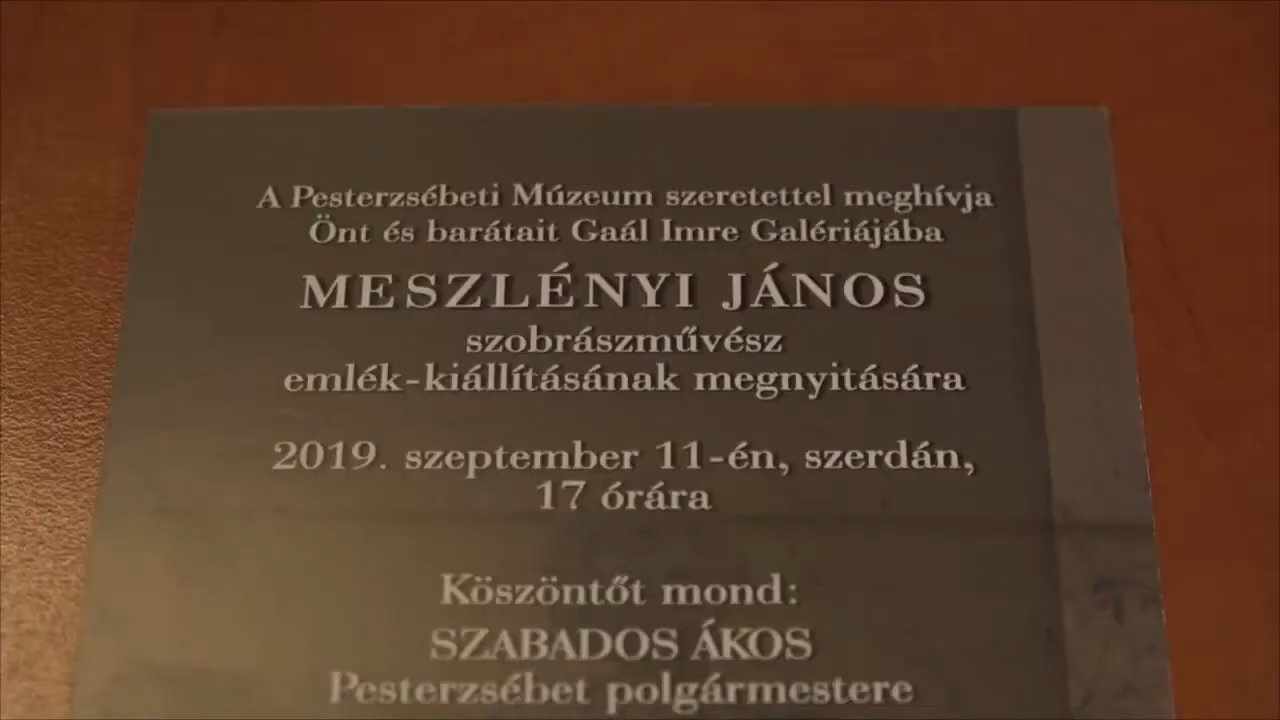 A Pesterzsébeti Múzeum szeretettel meghívja
Önt és barátait Gaál Imre Galériájába
MESZLÉNYI JÁNOS
szobrászművész
emlék-kiállításának megnyitására
2019. szeptember 11-én, szerdán,
17 órára
Köszöntőt mond:
SZABADOS ÁKOS
Pesterzsébet polgármestere